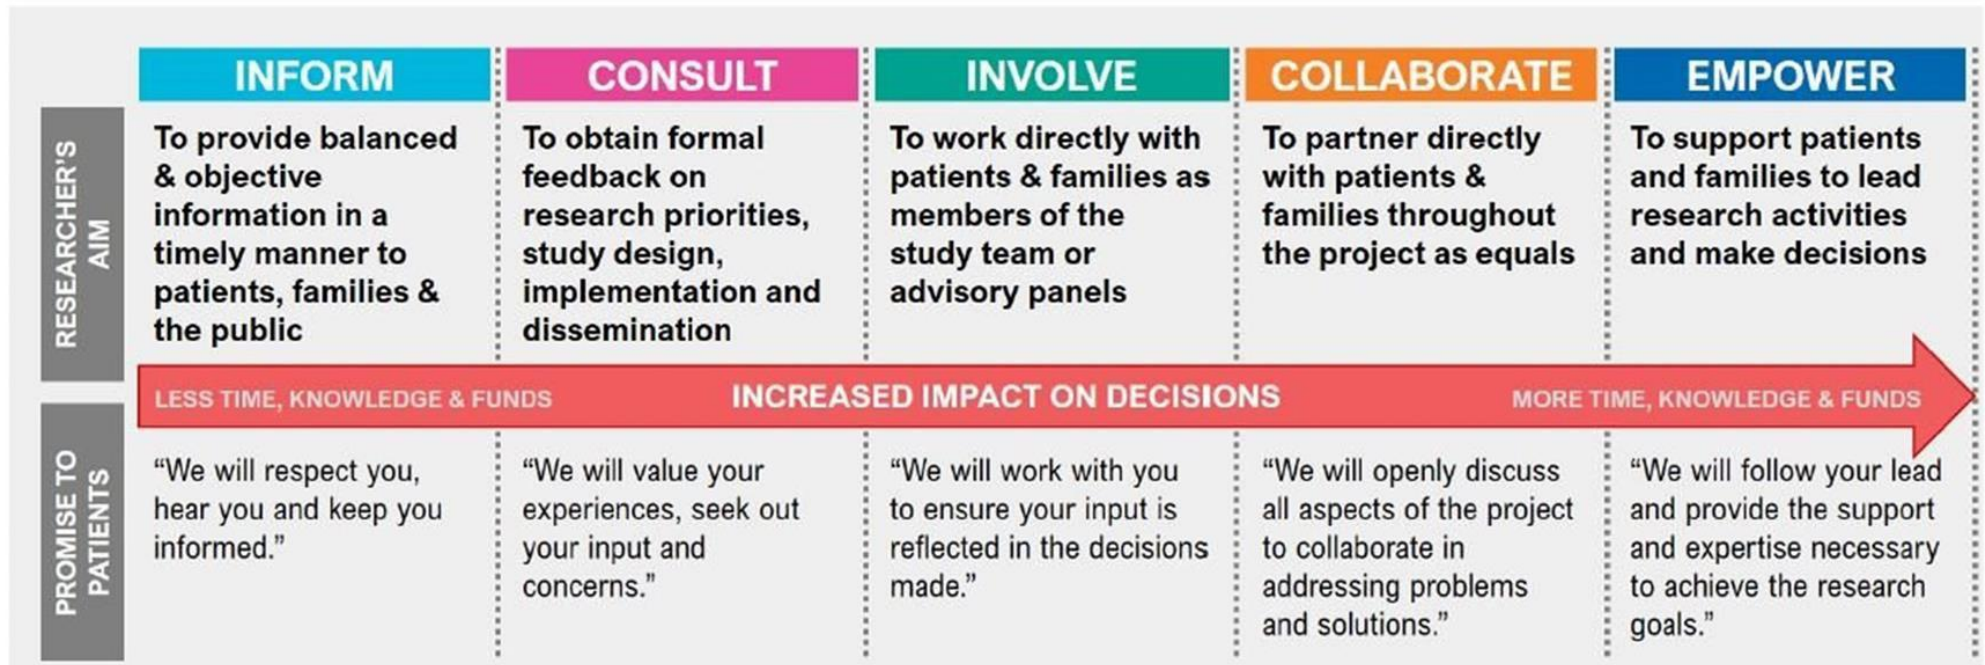 INFORM
CONSULT
INVOLVE
COLLABORATE
EMPOWER
RESEARCHER'S
AIM
To provide balanced
& objective
information in a
timely manner to
patients, families &
the public
To obtain formal
feedback on
research priorities,
study design,
implementation and
dissemination
To work directly with
patients & families as
members of the
study team or
advisory panels
To partner directly
with patients &
families throughout
the project as equals
To support patients
and families to lead
research activities
and make decisions
LESS TIME, KNOWLEDGE & FUNDS
INCREASED IMPACT ON DECISIONS
MORE TIME, KNOWLEDGE & FUNDS
PROMISE TO
PATIENTS
“We will respect you,
hear you and keep you
informed.”
“We will value your
experiences, seek out
your input and
concerns.”
“We will work with you
to ensure your input is
reflected in the decisions
made.”
“We will openly discuss
all aspects of the project
to collaborate in
addressing problems
and solutions.”
“We will follow your lead
and provide the support
and expertise necessary
to achieve the research
goals.”